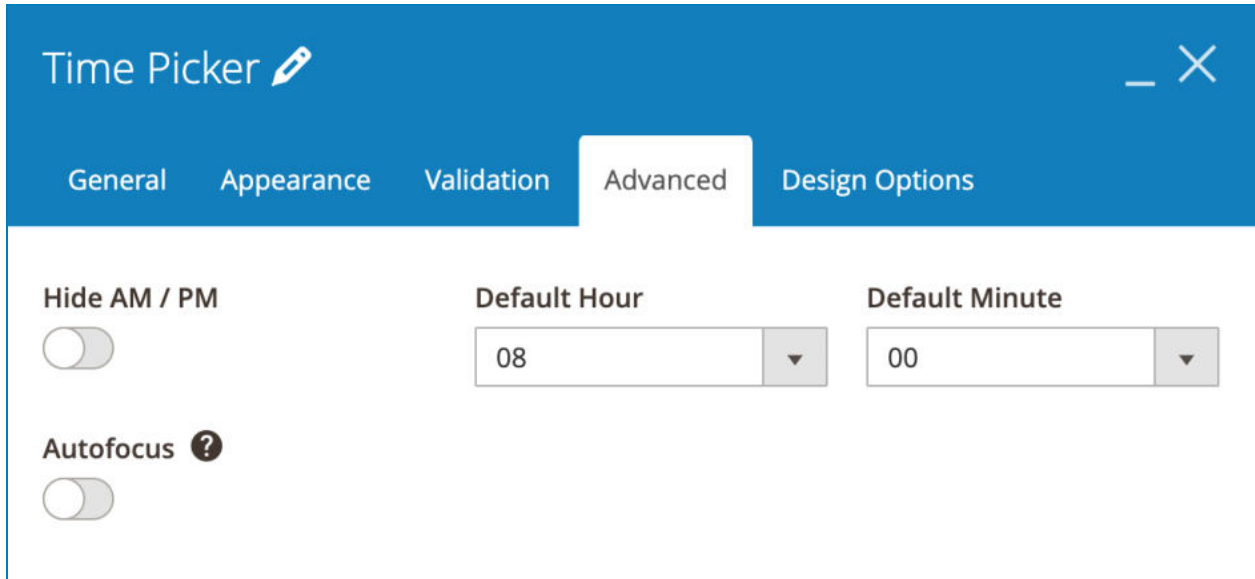 Time Picker
General Appearance Validation Advanced Design Options
Hide AM / PM Default Hour Default Minute
08 00
Autofocus ?